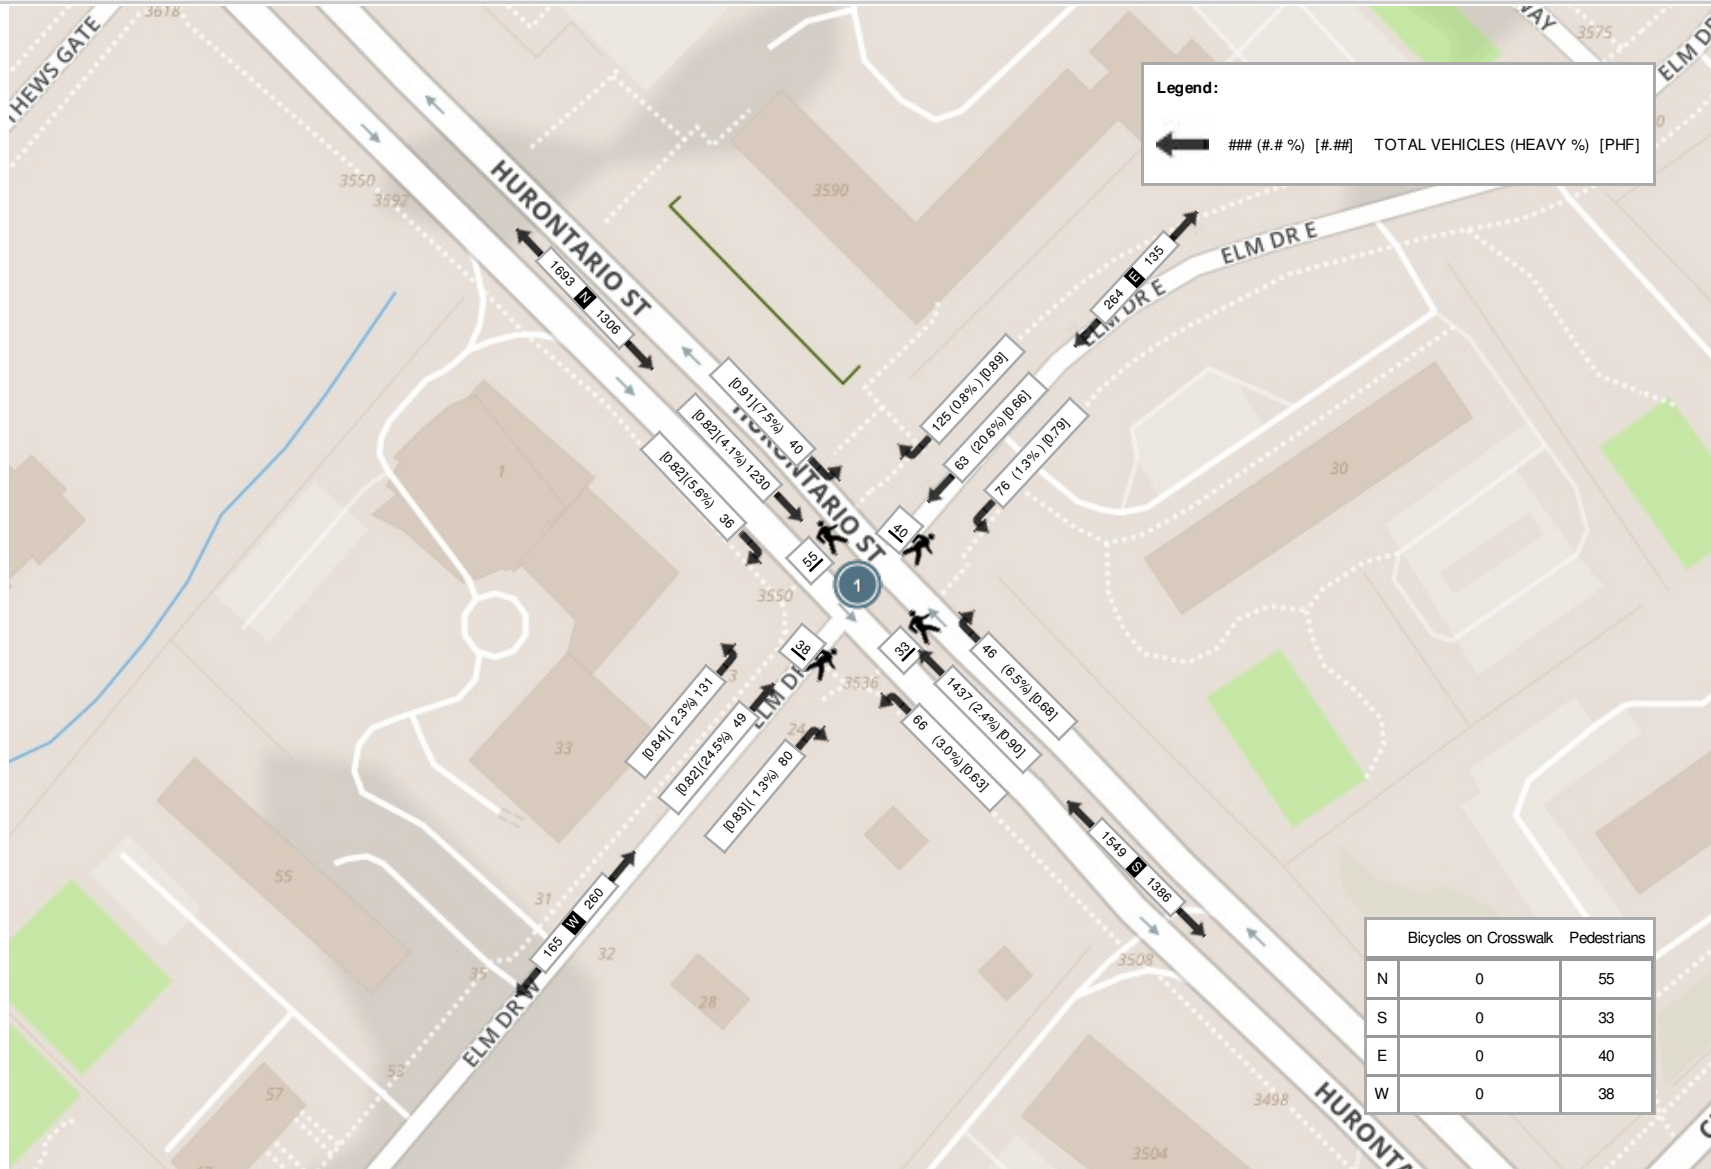 3618
THEWS GATE
WAY
3575
ELM DR
Legend:
### (#.# %) [#.##] TOTAL VEHICLES (HEAVY %) [PHF]
3550
3592
HURONTARIO ST
3590
ELM DR E
264 E 135
ELM DR E
1693 N 1306
[0.91](7.5%) 40
[0.82](4.1%) 1230
[0.82](5.6%) 36
HURONTARIO ST
125 (0.8% ) [0.89]
63 (20.6%) [0.66]
76 (1.3% ) [0.79]
1
30
40
55
1
3550
38
33
3536
24
46 (6.5%) [0.68]
1437 (2.4%) [0.90]
66 (3.0%) [0.63]
[0.84]( 2.3%) 131
[0.82](24.5%) 49
[0.83]( 1.3%) 80
ELM DR
33
1549 S 1386
55
31
165 W 260
32
35
28
3508
ELM DR W
53
57
3498
3504
HURONTA
Bicycles on Crosswalk Pedestrians
N 0 55
S 0 33
E 0 40
W 0 38